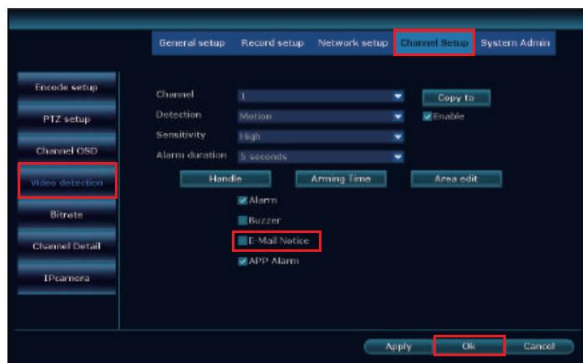 General setup Record setup Network setup Channel Setup System Admin
Encode setup
PTZ setup
Channel OSD
Video detection
Bitrate
Channel Detail
IPcamera
Channel 1 Copy to
Detection Motion Enable
Sensitivity High
Alarm duration 5 seconds
Handle Arming Time Area edit
Alarm
Buzzer
E-Mail Notice
APP Alarm
Apply Ok Cancel